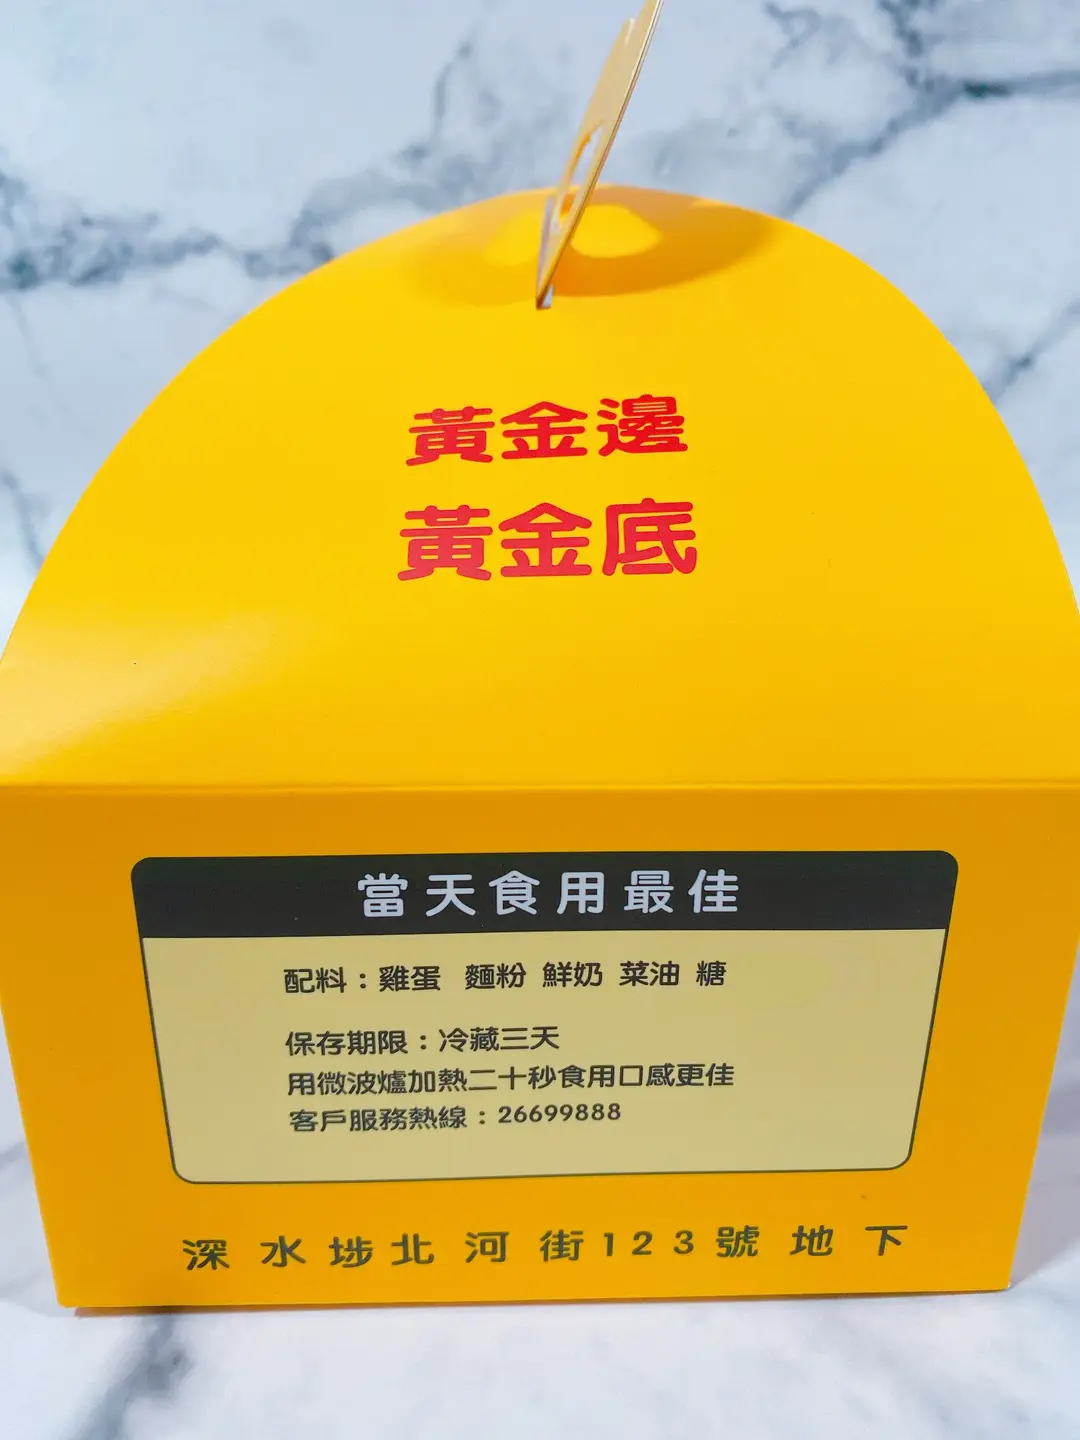 黃金邊
黃金底
當天食用最佳
配料：雞蛋 麵粉 鮮奶 菜油 糖
保存期限：冷藏三天
用微波爐加熱二十秒食用口感更佳
客戶服務熱線：26699888
深水埗北河街123號地下